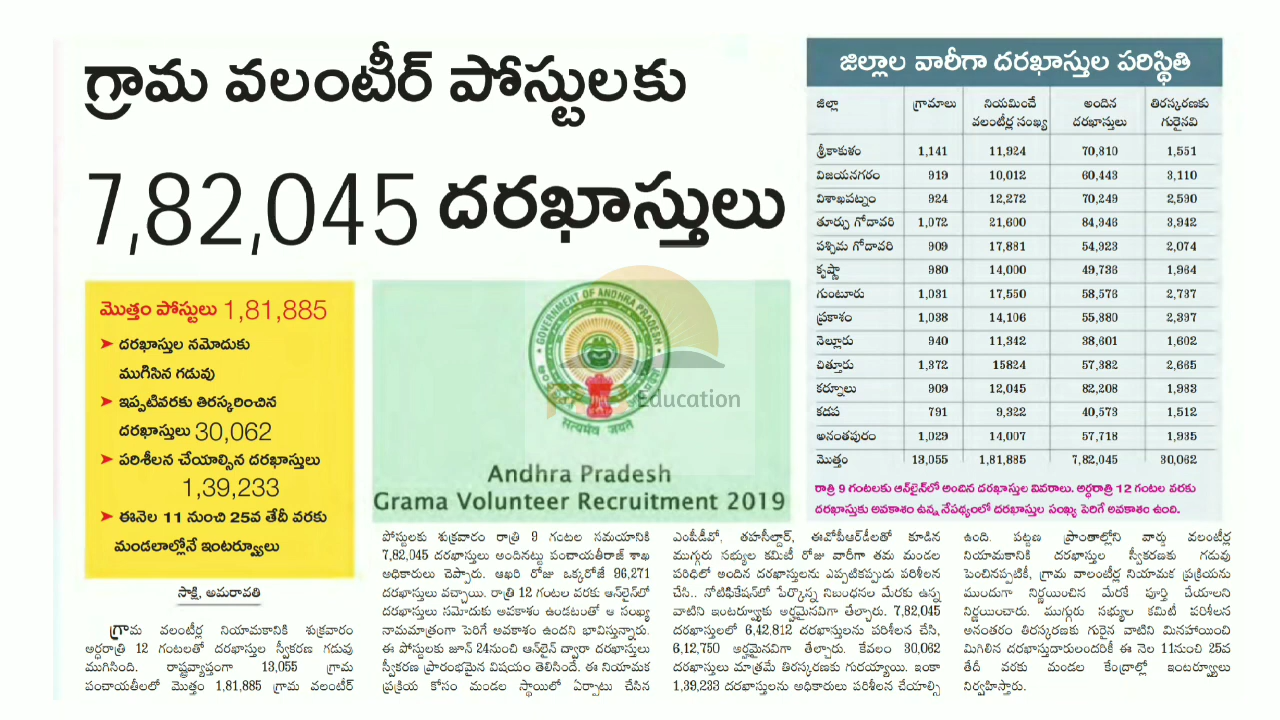 గ్రామ వలంటీర్ పోస్టులకు
7,82,045 దరఖాస్తులు
మొత్తం పోస్టులు 1,81,885
➤ దరఖాస్తుల నమోదుకు
ముగిసిన గడువు
➤ ఇప్పటివరకు తిరస్కరించిన
దరఖాస్తులు 30,062
➤ పరిశీలన చేయాల్సిన దరఖాస్తులు
1,39,233
➤ ఈనెల 11 నుంచి 25వ తేదీ వరకు
మండలాల్లోనే ఇంటర్వ్యూలు
GOVERNMENT OF ANDHRA PRADESH
सत्यमेव जयते
Education
Andhra Pradesh
Grama Volunteer Recruitment 2019
జిల్లాల వారీగా దరఖాస్తుల పరిస్థితి
జిల్లా గ్రామాలు నియమించే అందిన తిరస్కరణకు
వలంటీర్ల సంఖ్య దరఖాస్తులు గురైనవి
శ్రీకాకుళం 1,141 11,924 70,810 1,551
విజయనగరం 919 10,012 60,443 3,110
విశాఖపట్నం 924 12,272 70,249 2,590
తూర్పు గోదావరి 1,072 21,600 84,946 3,942
పశ్చిమ గోదావరి 909 17,881 54,923 2,074
కృష్ణా 980 14,000 49,736 1,964
గుంటూరు 1,031 17,550 58,576 2,737
ప్రకాశం 1,038 14,106 55,880 2,397
నెల్లూరు 940 11,342 38,601 1,602
చిత్తూరు 1,372 15824 57,382 2,665
కర్నూలు 909 12,045 82,208 1,983
కడప 791 9,322 40,573 1,512
అనంతపురం 1,029 14,007 57,718 1,935
మొత్తం 13,055 1,81,885 7,82,045 30,062
రాత్రి 9 గంటలకు ఆన్‌లైన్‌లో అందిన దరఖాస్తుల వివరాలు. అర్ధరాత్రి 12 గంటల వరకు
దరఖాస్తుకు అవకాశం ఉన్న నేపథ్యంలో దరఖాస్తుల సంఖ్య పెరిగే అవకాశం ఉంది.
సాక్షి, అమరావతి
గ్రామ వలంటీర్ల నియామకానికి శుక్రవారం
అర్ధరాత్రి 12 గంటలతో దరఖాస్తుల స్వీకరణ గడువు
ముగిసింది. రాష్ట్రవ్యాప్తంగా 13,055 గ్రామ
పంచాయతీలలో మొత్తం 1,81,885 గ్రామ వలంటీర్
పోస్టులకు శుక్రవారం రాత్రి 9 గంటల సమయానికి
7,82,045 దరఖాస్తులు అందినట్టు పంచాయతీరాజ్ శాఖ
అధికారులు చెప్పారు. ఆఖరి రోజు ఒక్కరోజే 96,271
దరఖాస్తులు వచ్చాయి. రాత్రి 12 గంటల వరకు ఆన్‌లైన్‌లో
దరఖాస్తులు నమోదుకు అవకాశం ఉండటంతో ఆ సంఖ్య
నామమాత్రంగా పెరిగే అవకాశం ఉందని భావిస్తున్నారు.
ఈ పోస్టులకు జూన్ 24నుంచి ఆన్‌లైన్ ద్వారా దరఖాస్తులు
స్వీకరణ ప్రారంభమైన విషయం తెలిసిందే. ఈ నియామక
ప్రక్రియ కోసం మండల స్థాయిలో ఏర్పాటు చేసిన
ఎంపీడీవో, తహసీల్దార్, ఈవోపీఆర్‌డీలతో కూడిన
ముగ్గురు సభ్యుల కమిటీ రోజు వారీగా తమ మండల
పరిధిలో అందిన దరఖాస్తులను ఎప్పటికప్పుడు పరిశీలన
చేసి.. నోటిఫికేషన్‌లో పేర్కొన్న నిబంధనల మేరకు ఉన్న
వాటిని ఇంటర్వ్యూకు అర్హమైనవిగా తేల్చారు. 7,82,045
దరఖాస్తులలో 6,42,812 దరఖాస్తులను పరిశీలన చేసి,
6,12,750 అర్హమైనవిగా తేల్చారు. కేవలం 30,062
దరఖాస్తులు మాత్రమే తిరస్కరణకు గురయ్యాయి. ఇంకా
1,39,233 దరఖాస్తులను అధికారులు పరిశీలన చేయాల్సి
ఉంది. పట్టణ ప్రాంతాల్లోని వార్డు వలంటీర్ల
నియామకానికి దరఖాస్తుల స్వీకరణకు గడువు
పెంచినప్పటికీ, గ్రామ వాలంటీర్ల నియామక ప్రక్రియను
ముందుగా నిర్ణయించిన మేరకే పూర్తి చేయాలని
నిర్ణయించారు. ముగ్గురు సభ్యుల కమిటీ పరిశీలన
అనంతరం తిరస్కరణకు గురైన వాటిని మినహాయించి
మిగిలిన దరఖాస్తుదారులందరికీ ఈ నెల 11నుంచి 25వ
తేదీ వరకు మండల కేంద్రాల్లో ఇంటర్వ్యూలు
నిర్వహిస్తారు.